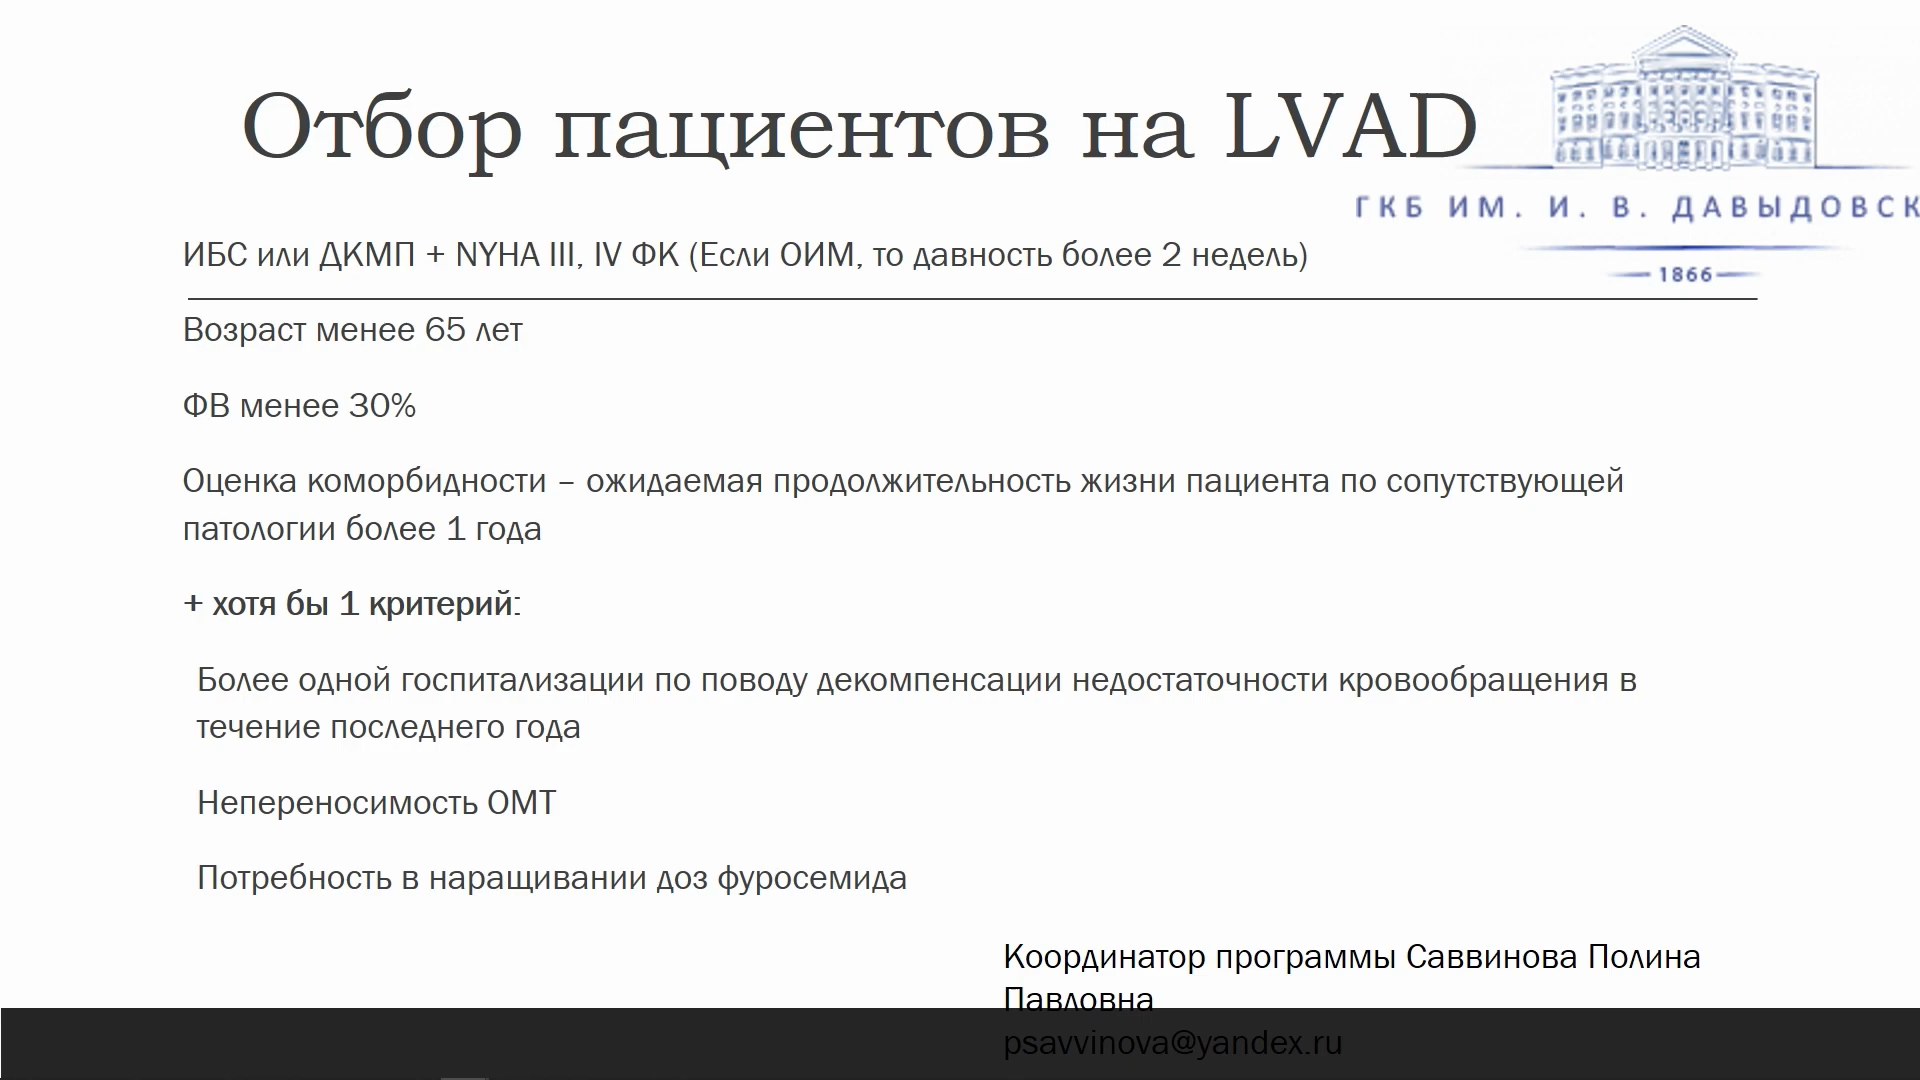 Отбор пациентов на LVAD
ГКБ ИМ. И. В. ДАВЫДОВСК
1866
ИБС или ДКМП + NYHA III, IV ФК (Если ОИМ, то давность более 2 недель)
Возраст менее 65 лет
ФВ менее 30%
Оценка коморбидности – ожидаемая продолжительность жизни пациента по сопутствующей
патологии более 1 года
+ хотя бы 1 критерий:
Более одной госпитализации по поводу декомпенсации недостаточности кровообращения в
течение последнего года
Непереносимость ОМТ
Потребность в наращивании доз фуросемида
Координатор программы Саввинова Полина
Павловна
psavvinova@yandex.ru